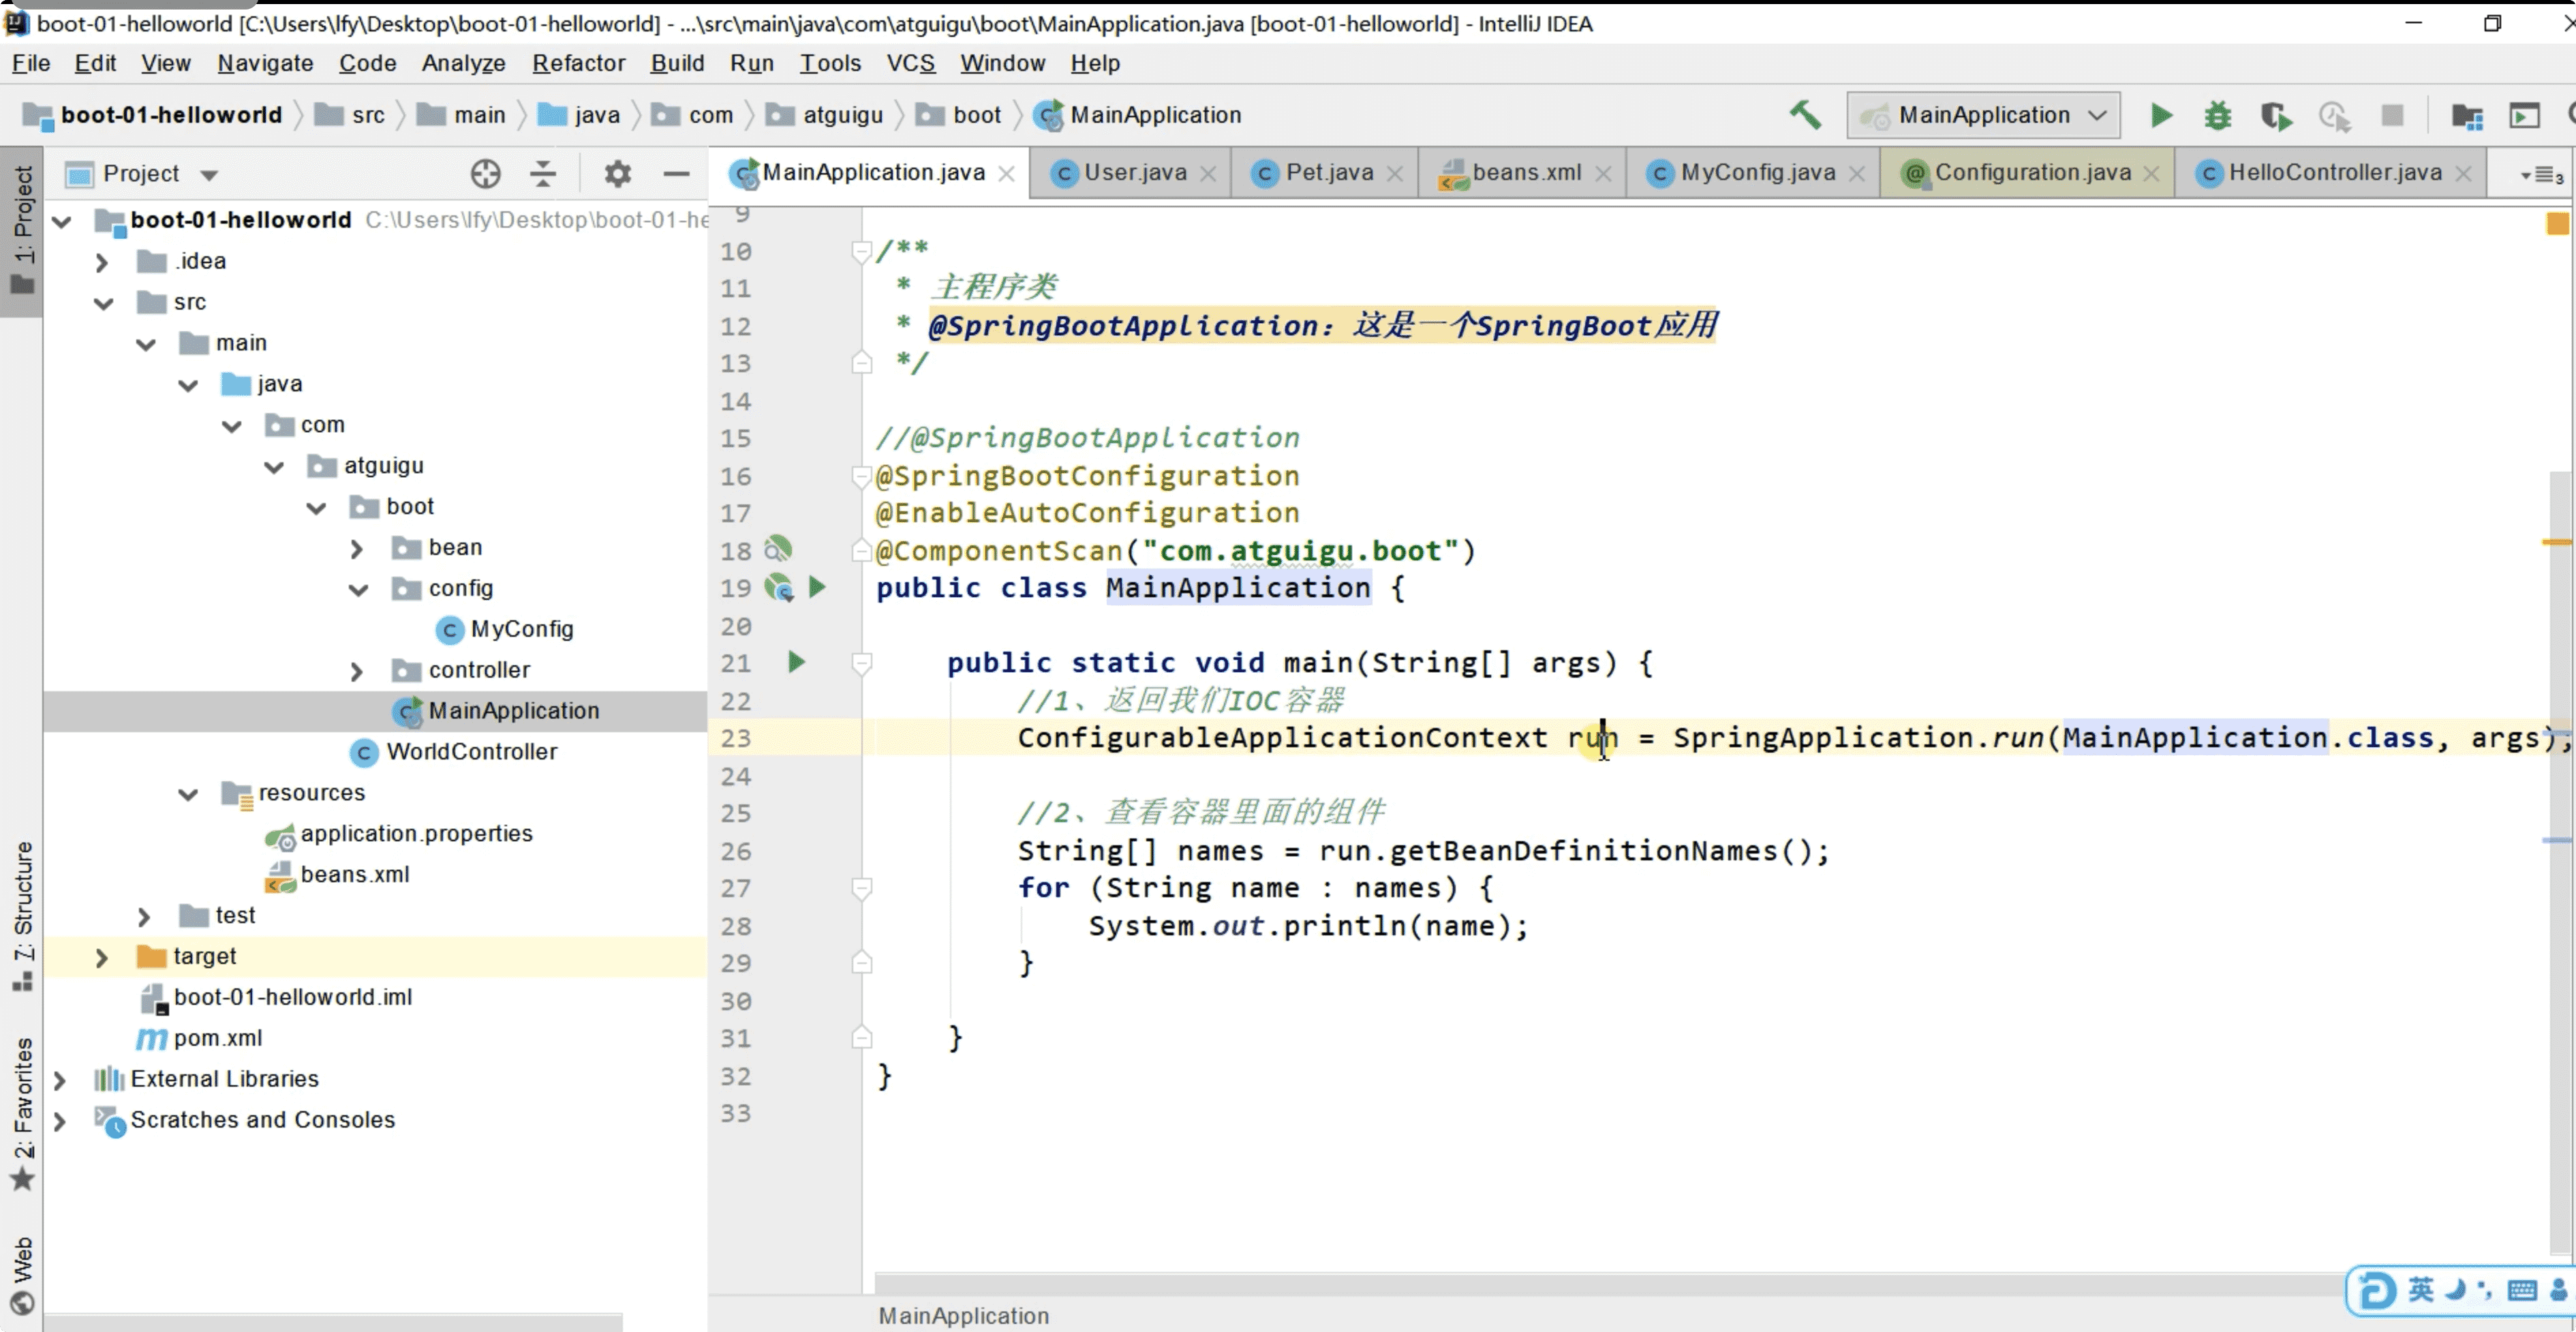 boot-01-helloworld [C:\Users\lfy\Desktop\boot-01-helloworld] - ...\src\main\java\com\atguigu\boot\MainApplication.java [boot-01-helloworld] - IntelliJ IDEA
File Edit View Navigate Code Analyze Refactor Build Run Tools VCS Window Help
boot-01-helloworld src main java com atguigu boot MainApplication MainApplication
1: Project
7: Structure
2: Favorites
Web
Project
boot-01-helloworld C:\Users\lfy\Desktop\boot-01-he
.idea
src
main
java
com
atguigu
boot
bean
config
MyConfig
controller
MainApplication
WorldController
resources
application.properties
beans.xml
test
target
boot-01-helloworld.iml
pom.xml
External Libraries
Scratches and Consoles
MainApplication.java User.java Pet.java beans.xml MyConfig.java Configuration.java HelloController.java 3
9
10 /**
11 * 主程序类
12 * @SpringBootApplication：这是一个SpringBoot应用
13 */
14
15 //@SpringBootApplication
16 @SpringBootConfiguration
17 @EnableAutoConfiguration
18 @ComponentScan("com.atguigu.boot")
19 public class MainApplication {
20
21 public static void main(String[] args) {
22 //1、返回我们IOC容器
23 ConfigurableApplicationContext run = SpringApplication.run(MainApplication.class, args);
24
25 //2、查看容器里面的组件
26 String[] names = run.getBeanDefinitionNames();
27 for (String name : names) {
28 System.out.println(name);
29 }
30
31 }
32 }
33
MainApplication
英